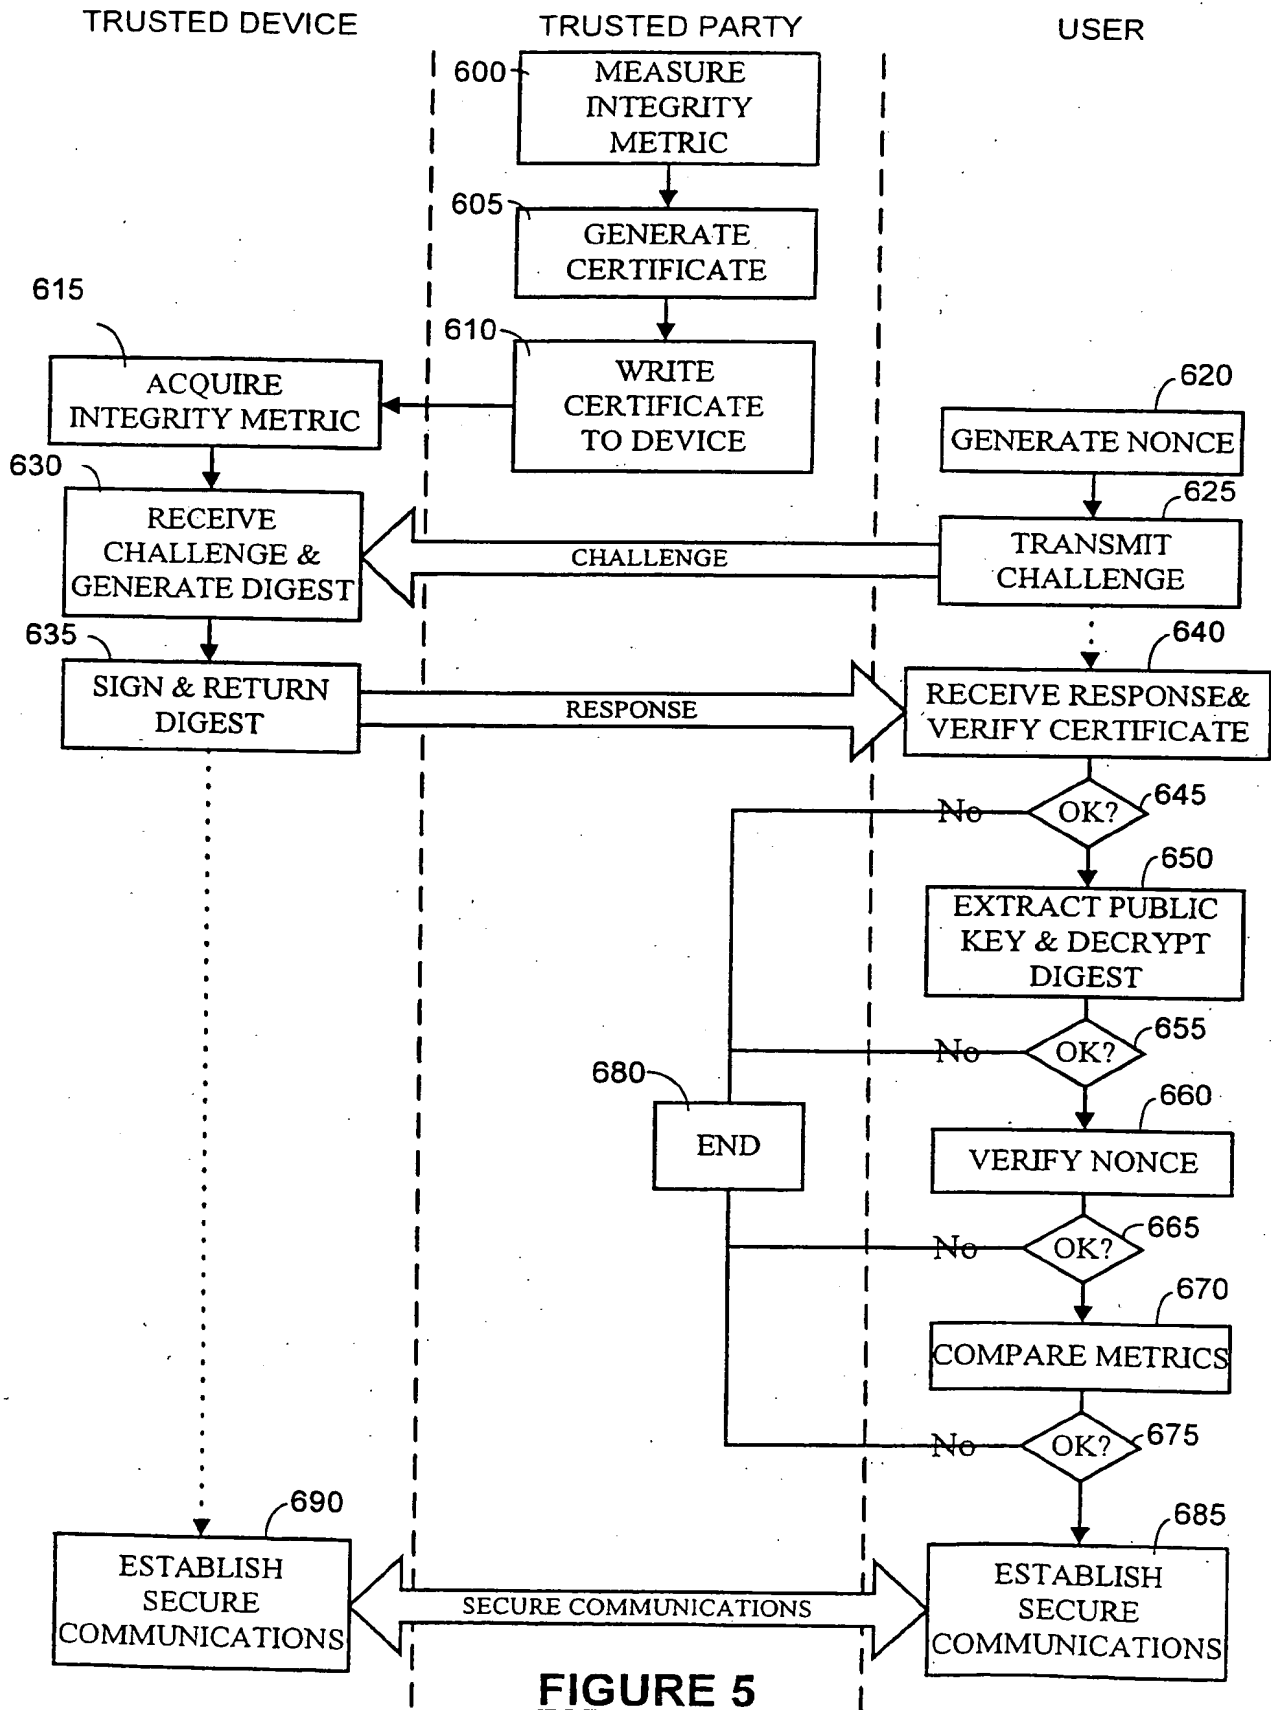 TRUSTED DEVICE
TRUSTED PARTY
USER
600
MEASURE
INTEGRITY
METRIC
605
GENERATE
CERTIFICATE
610
WRITE
CERTIFICATE
TO DEVICE
615
ACQUIRE
INTEGRITY METRIC
620
GENERATE NONCE
625
TRANSMIT
CHALLENGE
CHALLENGE
630
RECEIVE
CHALLENGE &
GENERATE DIGEST
635
SIGN & RETURN
DIGEST
RESPONSE
640
RECEIVE RESPONSE&
VERIFY CERTIFICATE
No
OK?
645
650
EXTRACT PUBLIC
KEY & DECRYPT
DIGEST
No
OK?
655
680
END
660
VERIFY NONCE
No
OK?
665
670
COMPARE METRICS
No
OK?
675
690
ESTABLISH
SECURE
COMMUNICATIONS
SECURE COMMUNICATIONS
685
ESTABLISH
SECURE
COMMUNICATIONS
FIGURE 5